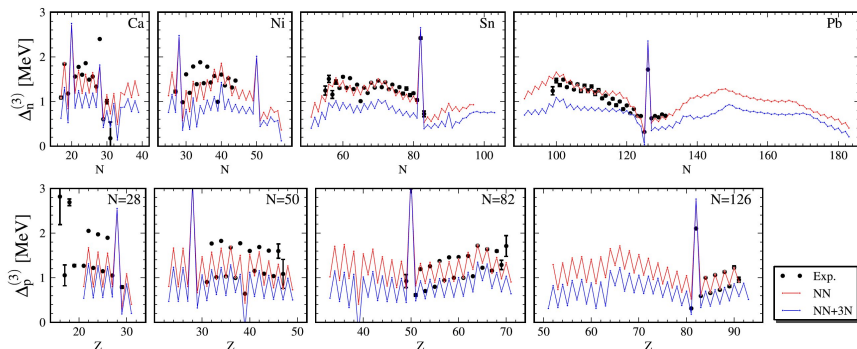 Ca
Ni
Sn
Pb
Δn(3) [MeV]
3
2
1
0
20 30 40
30 40 50
60 80 100
100 120 140 160 180
N
N
N
N
N=28
N=50
N=82
N=126
Δp(3) [MeV]
3
2
1
0
20 30
30 40 50
40 50 60 70
50 60 70 80 90
Z
Z
Z
Z
Exp.
NN
NN+3N